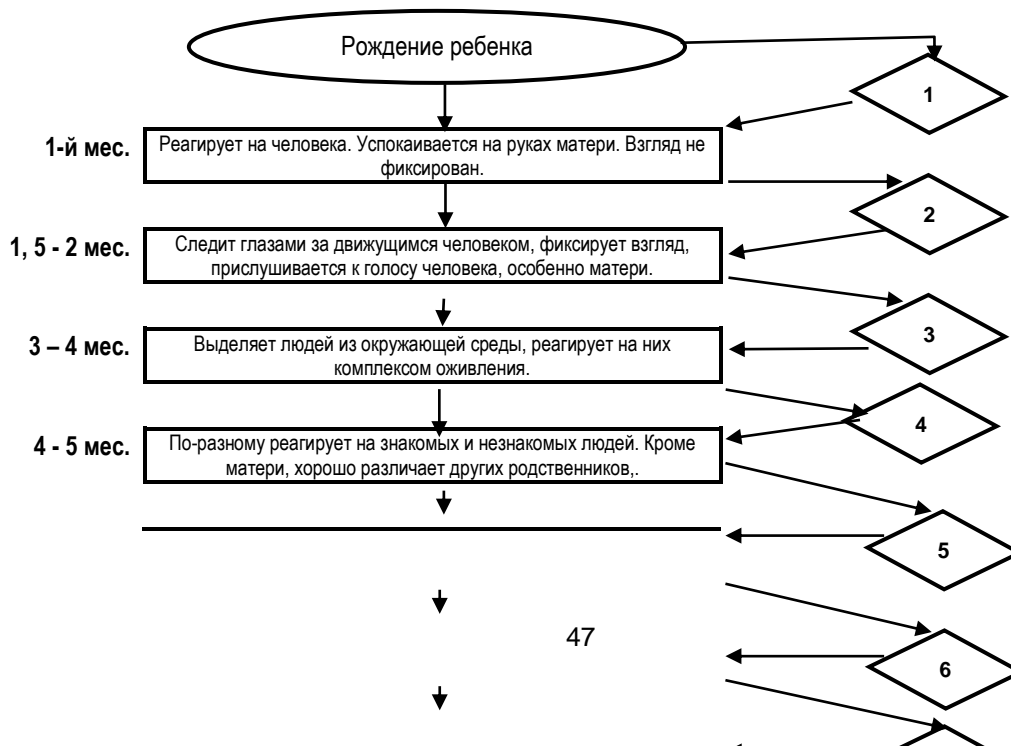 Рождение ребенка
1
1-й мес.
Реагирует на человека. Успокаивается на руках матери. Взгляд не
фиксирован.
2
1, 5 - 2 мес.
Следит глазами за движущимся человеком, фиксирует взгляд,
прислушивается к голосу человека, особенно матери.
3
3 – 4 мес.
Выделяет людей из окружающей среды, реагирует на них
комплексом оживления.
4
4 - 5 мес.
По-разному реагирует на знакомых и незнакомых людей. Кроме
матери, хорошо различает других родственников,.
5
47
6